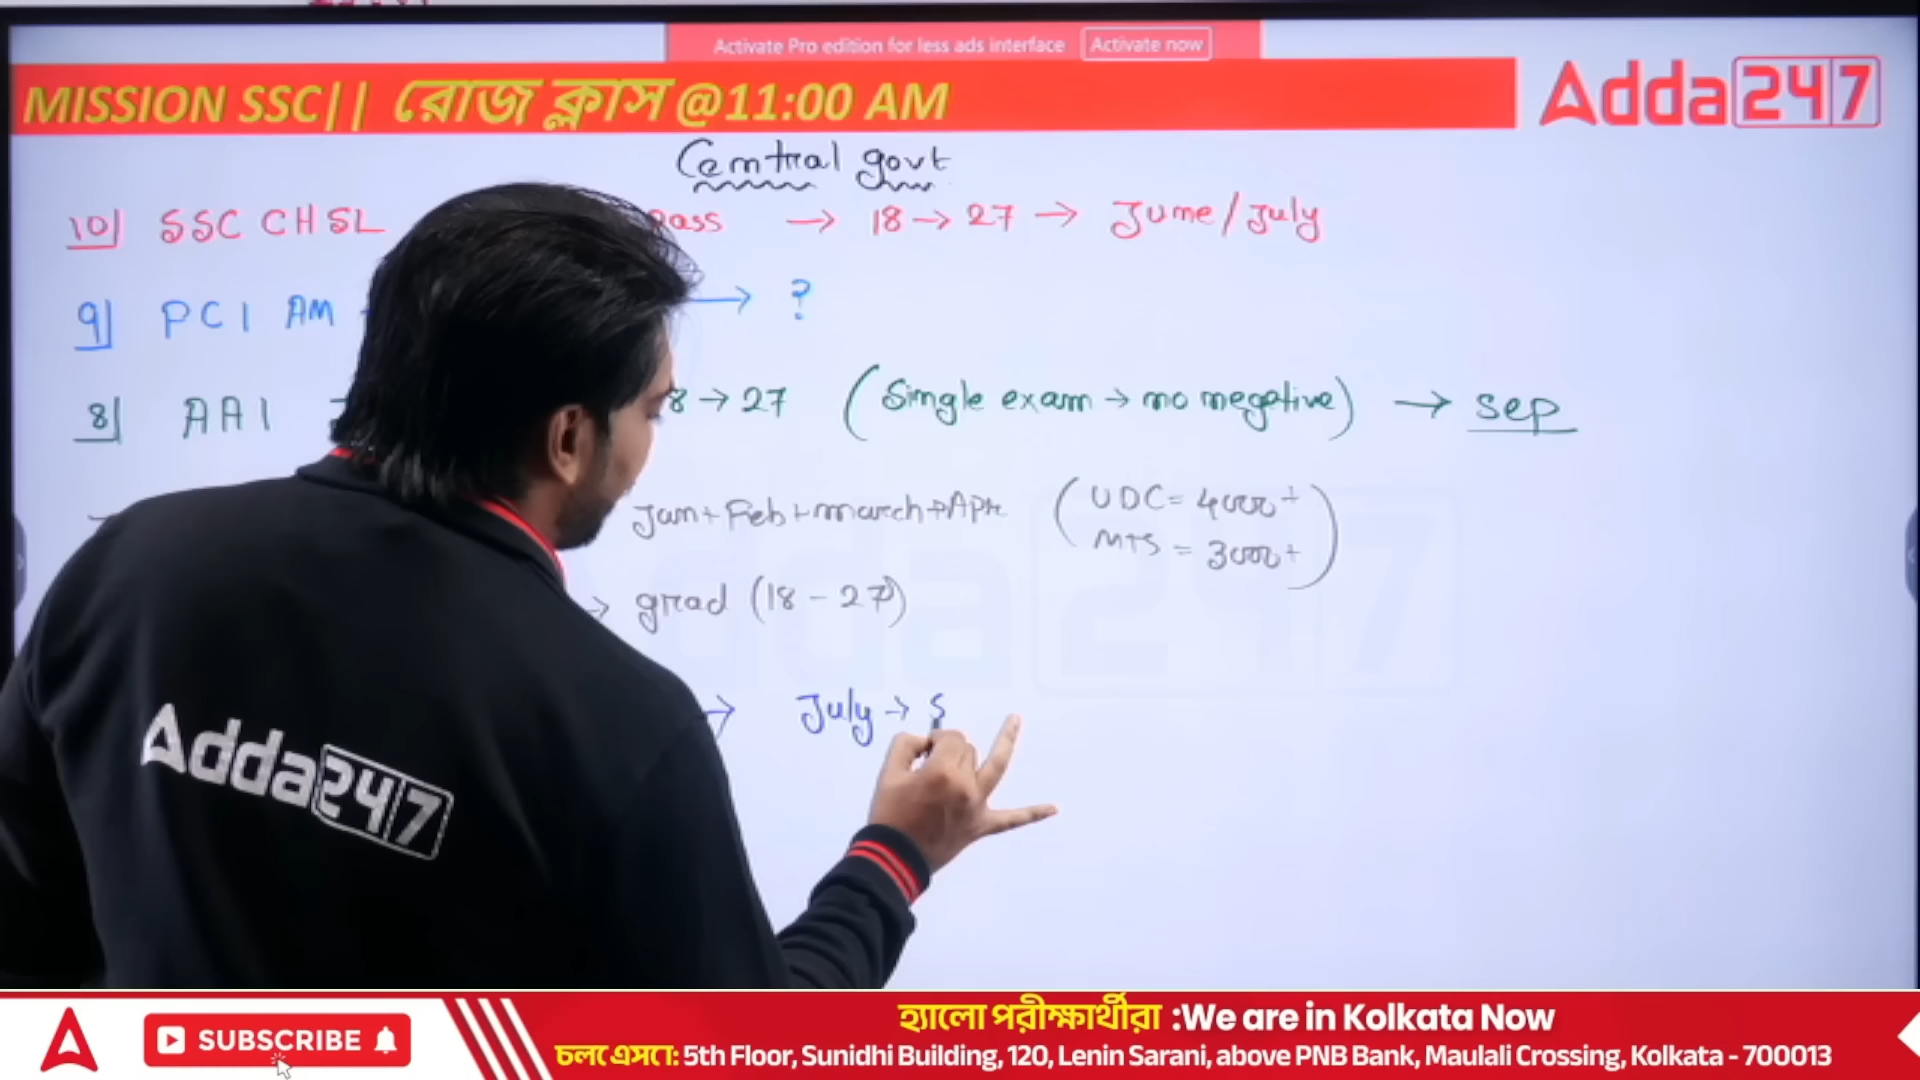 Activate Pro edition for less ads interface Activate now
MISSION SSC|| রোজ ক্লাস @11:00 AM
Adda247
Central govt
10] SSC CHSL pass → 18 → 27 → June/July
9] PCI AM → ?
8] AAI 8 → 27 (Single exam → no negetive) → Sep
Jan + Feb + march + Apr (UDC = 4000+
MTS = 3000+)
→ grad (18 - 27)
→ July → S
Adda247
SUBSCRIBE
হ্যালো পরীক্ষার্থীরা :We are in Kolkata Now
চলে এসো: 5th Floor, Sunidhi Building, 120, Lenin Sarani, above PNB Bank, Maulali Crossing, Kolkata - 700013